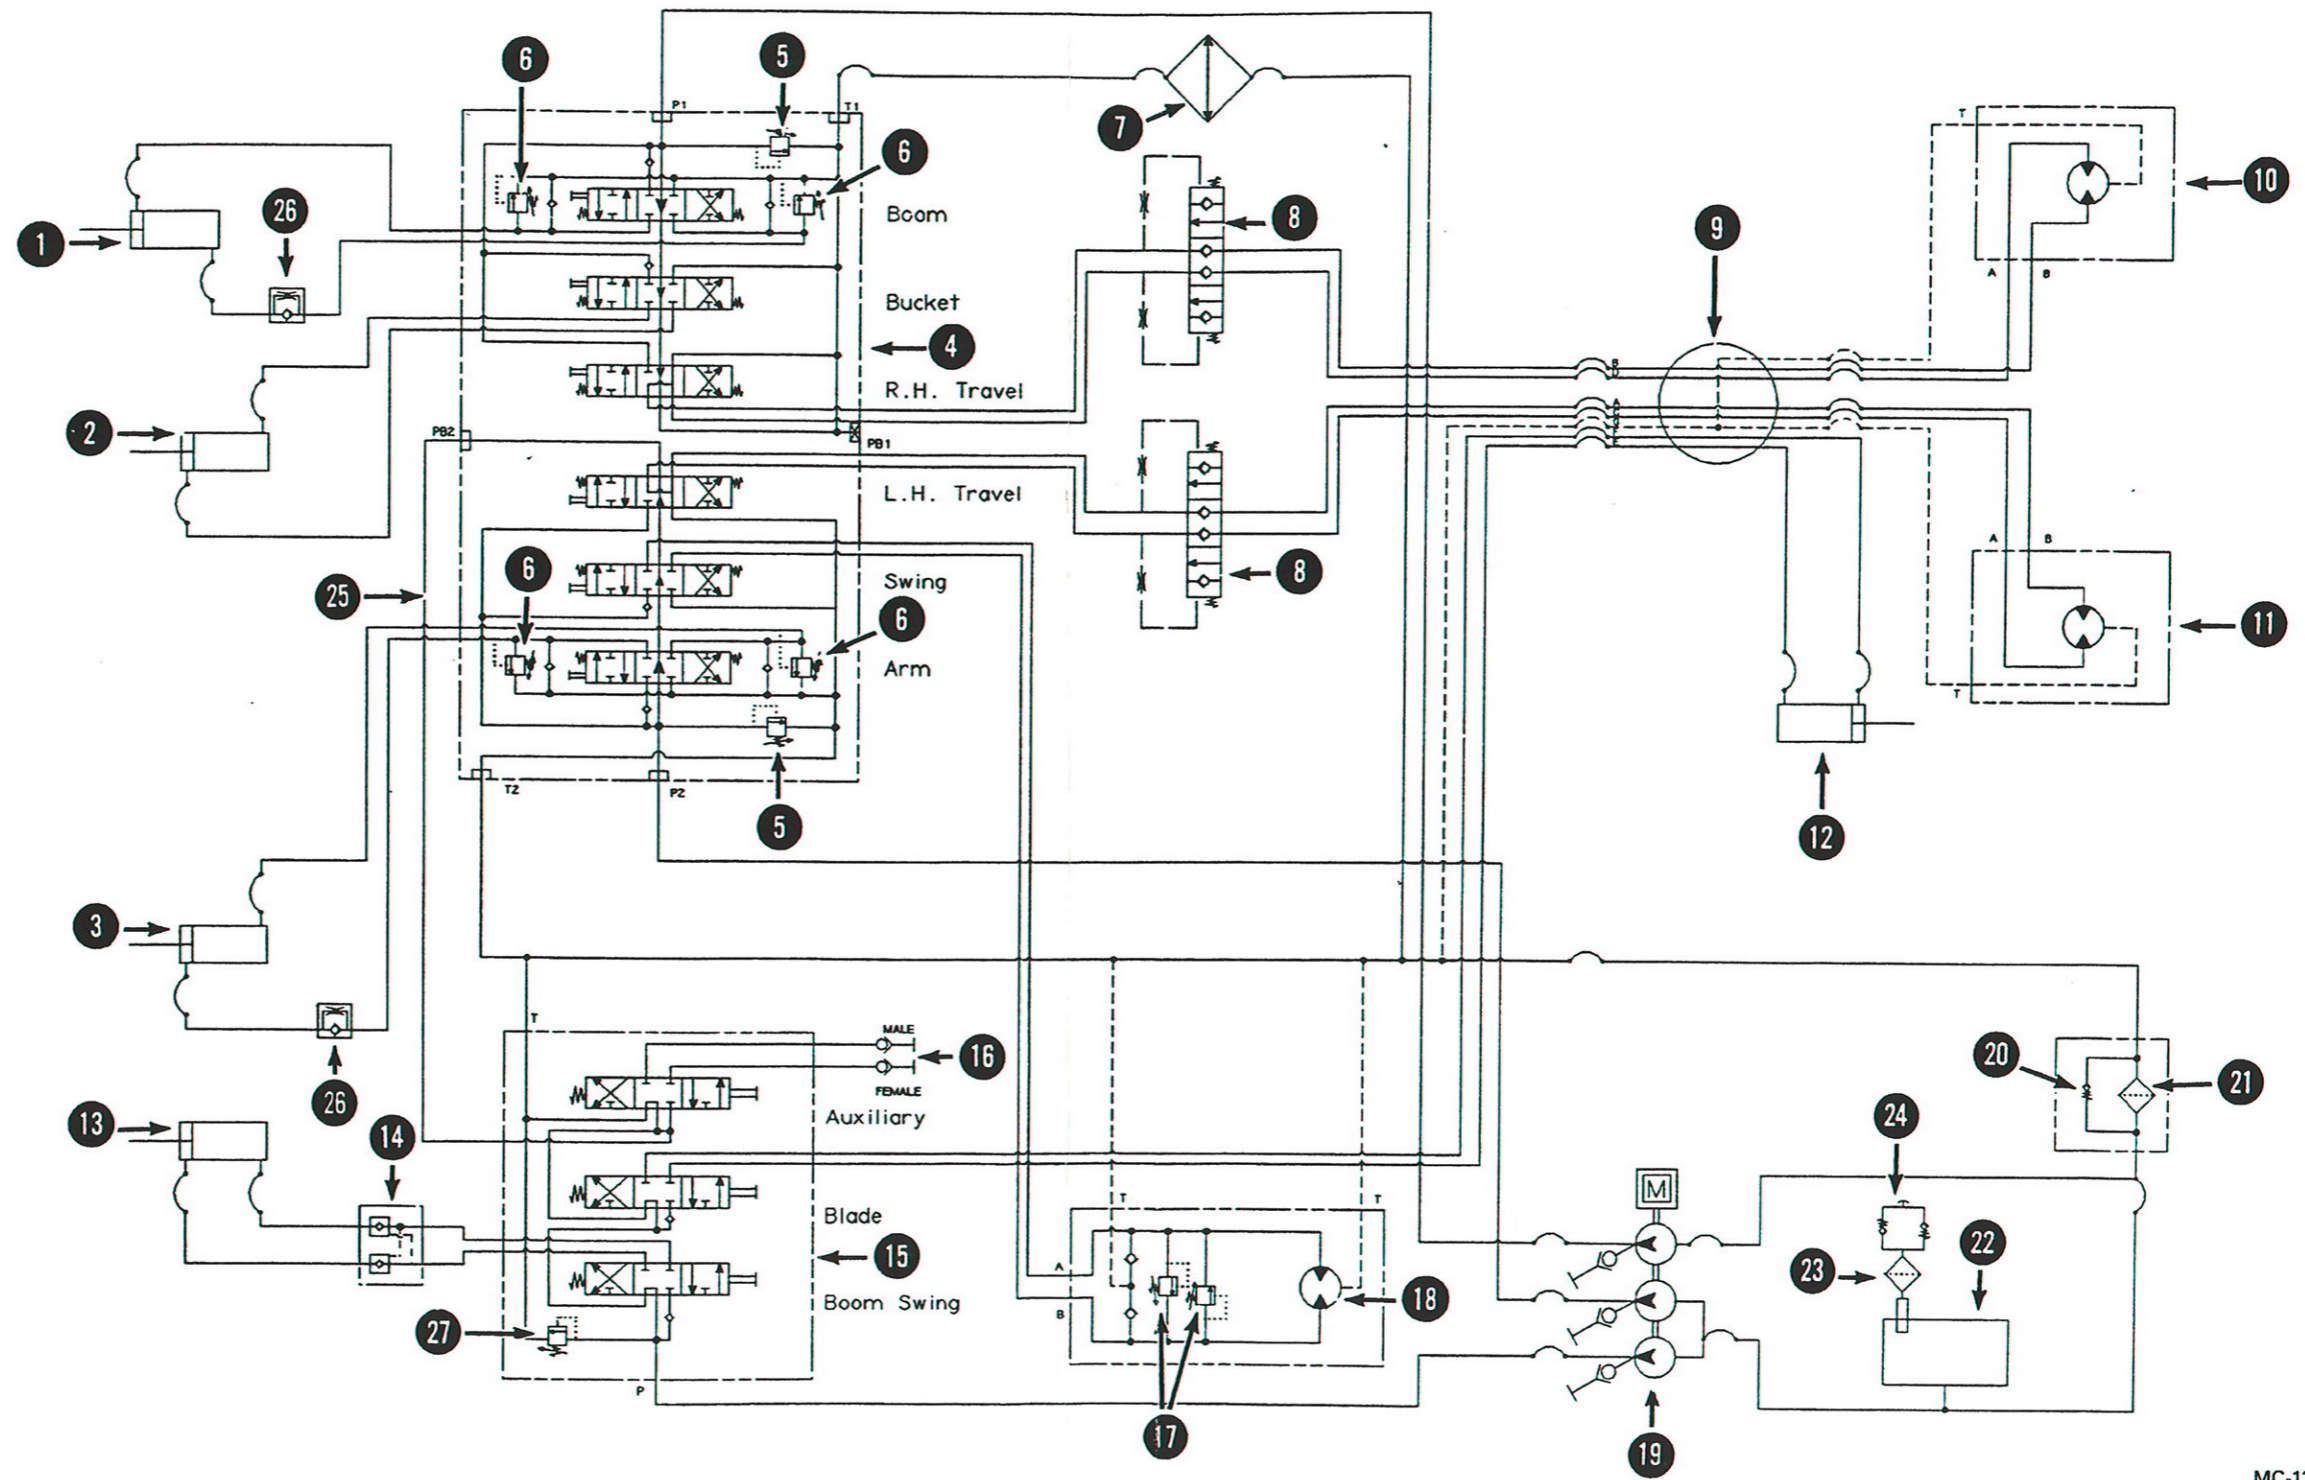 P1
T1
6
5
7
6
Boom
1
26
8
9
T
10
A
B
Bucket
4
R.H. Travel
2
PB2
PB1
B
D
A
L.H. Travel
A
B
25
6
Swing
6
8
11
Arm
T
T2
P2
5
12
3
26
T
MALE
16
FEMALE
Auxiliary
20
21
24
13
14
T
T
M
Blade
15
22
23
A
B
18
Boom Swing
27
P
17
19